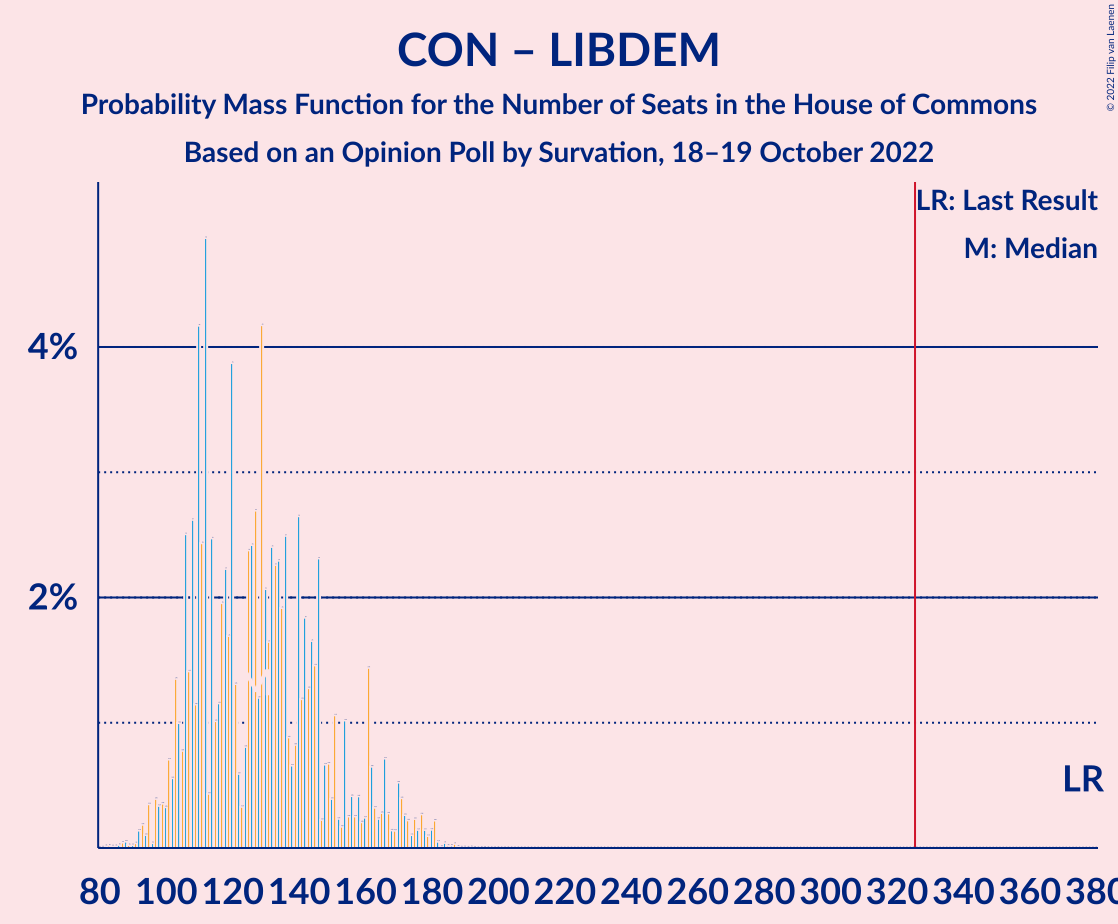 CON – LIBDEM
Probability Mass Function for the Number of Seats in the House of Commons
Based on an Opinion Poll by Survation, 18–19 October 2022
© 2022 Filip van Laenen
LR: Last Result
M: Median
4%
2%
LR
80 100 120 140 160 180 200 220 240 260 280 300 320 340 360 380